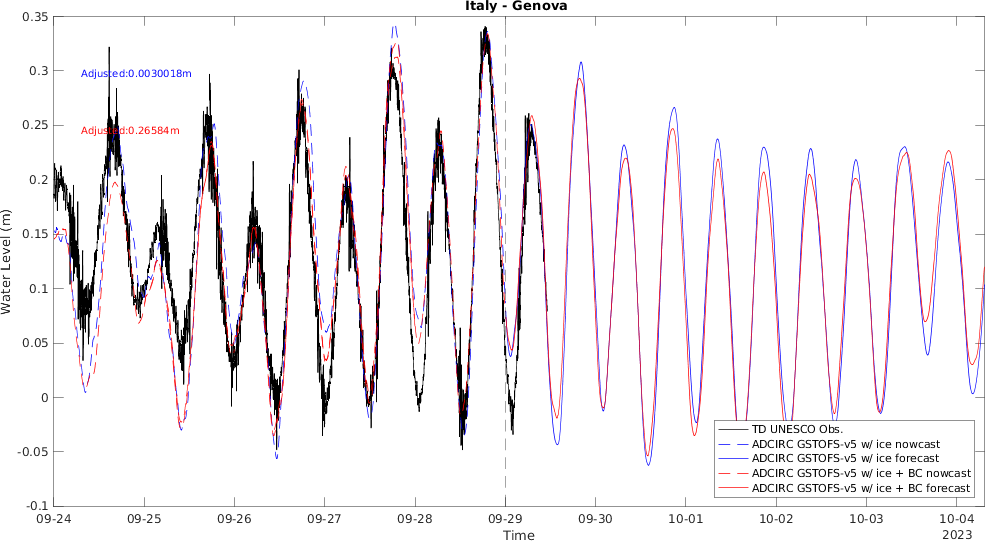 Italy - Genova
0.35
0.3
0.25
0.2
0.15
0.1
0.05
0
-0.05
-0.1
Water Level (m)
Adjusted:0.0030018m
Adjusted:0.26584m
TD UNESCO Obs.
ADCIRC GSTOFS-v5 w/ ice nowcast
ADCIRC GSTOFS-v5 w/ ice forecast
ADCIRC GSTOFS-v5 w/ ice + BC nowcast
ADCIRC GSTOFS-v5 w/ ice + BC forecast
09-24 09-25 09-26 09-27 09-28 09-29 09-30 10-01 10-02 10-03 10-04
Time
2023